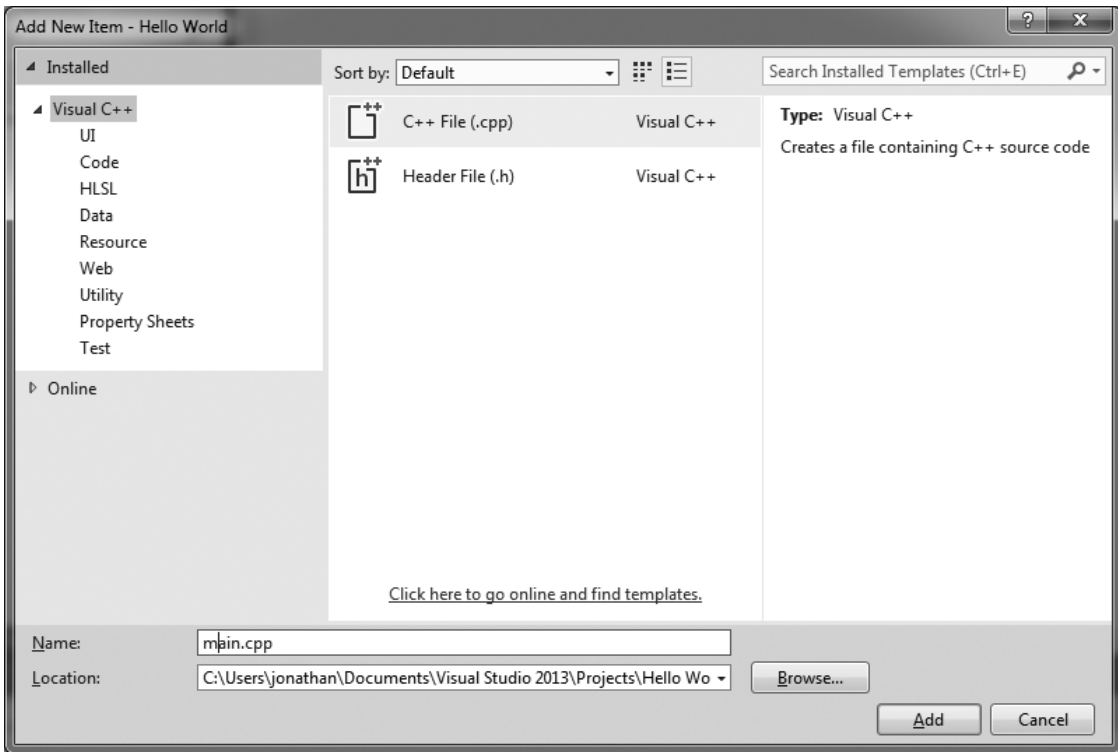 Add New Item - Hello World
Installed
Visual C++
UI
Code
HLSL
Data
Resource
Web
Utility
Property Sheets
Test
Online
Sort by: Default
C++ File (.cpp) Visual C++
Header File (.h) Visual C++
Click here to go online and find templates.
Search Installed Templates (Ctrl+E)
Type: Visual C++
Creates a file containing C++ source code
Name: main.cpp
Location: C:\Users\jonathan\Documents\Visual Studio 2013\Projects\Hello Wo
Browse...
Add Cancel